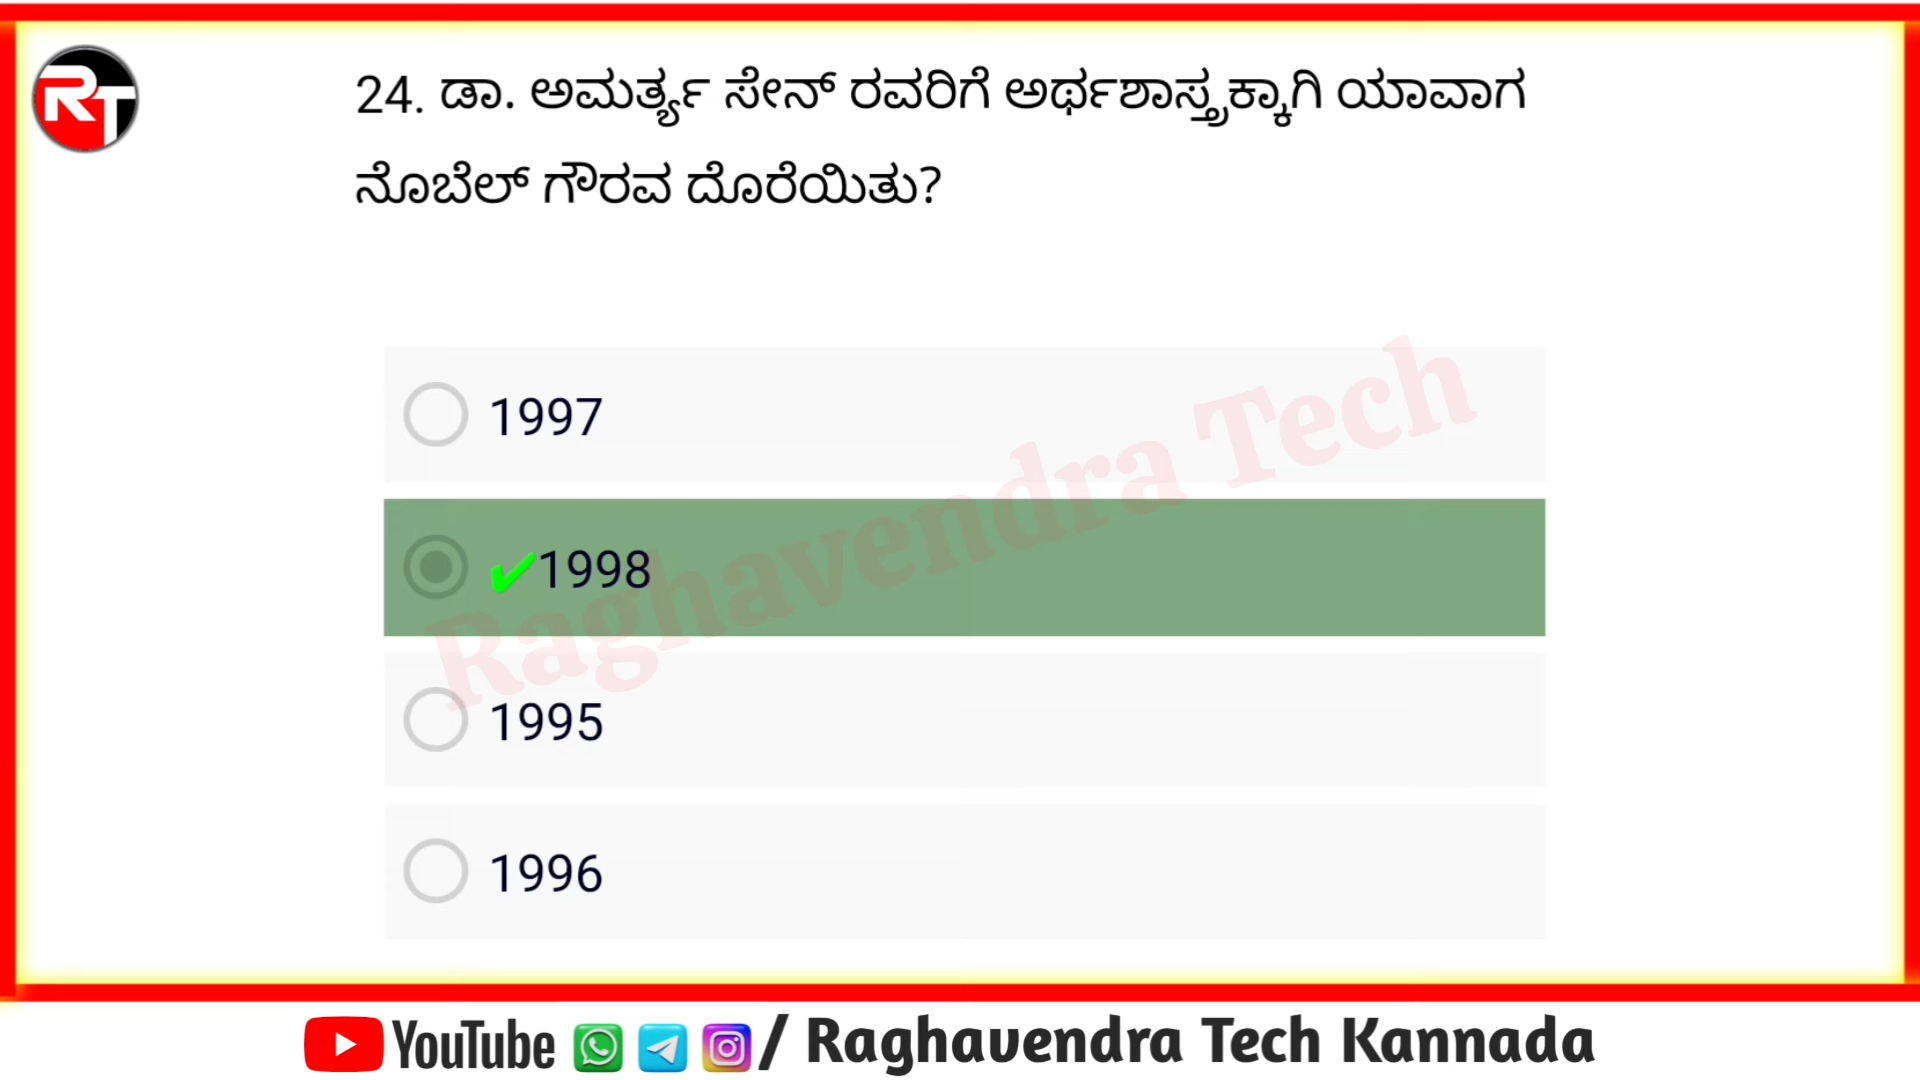 RT
24. ಡಾ. ಅಮರ್ತ್ಯ ಸೇನ್ ರವರಿಗೆ ಅರ್ಥಶಾಸ್ತ್ರಕ್ಕಾಗಿ ಯಾವಾಗ
ನೊಬೆಲ್ ಗೌರವ ದೊರೆಯಿತು?
1997
✔1998
1995
1996
Raghavendra Tech
YouTube / Raghavendra Tech Kannada